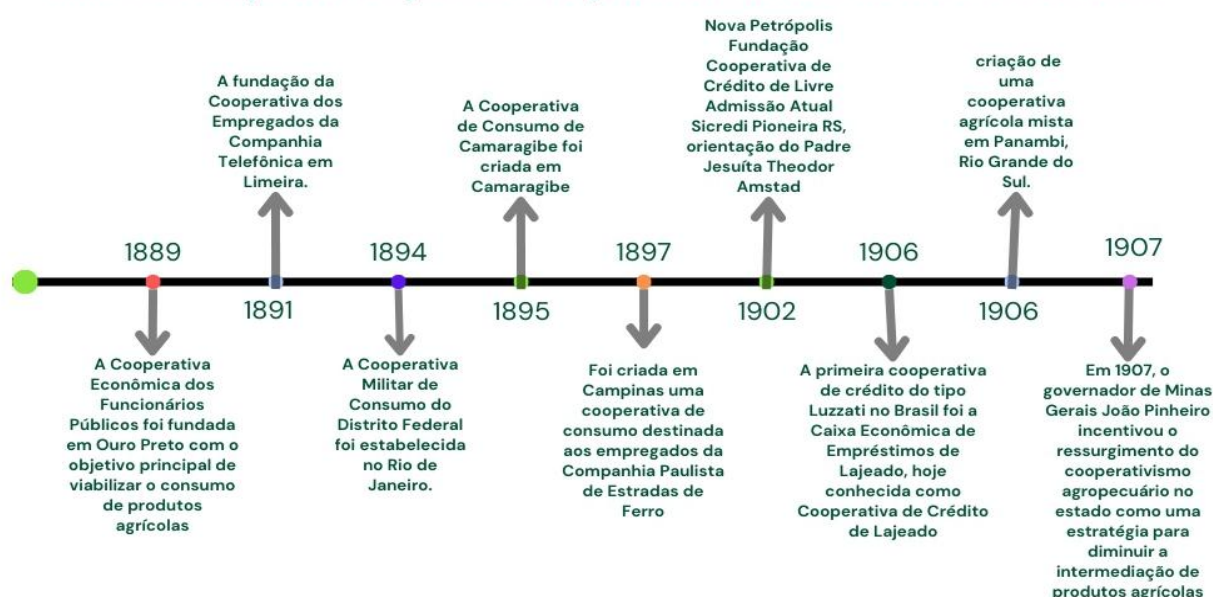 A fundação da
Cooperativa dos
Empregados da
Companhia
Telefônica em
Limeira.
A Cooperativa
de Consumo de
Camaragibe foi
criada em
Camaragibe
Nova Petrópolis
Fundação
Cooperativa de
Crédito de Livre
Admissão Atual
Sicredi Pioneira RS,
orientação do Padre
Jesuíta Theodor
Amstad
criação de
uma
cooperativa
agrícola mista
em Panambi,
Rio Grande do
Sul.
1889
1894
1897
1906
1907
1891
1895
1902
1906
A Cooperativa
Econômica dos
Funcionários
Públicos foi fundada
em Ouro Preto com o
objetivo principal de
viabilizar o consumo
de produtos
agrícolas
A Cooperativa
Militar de
Consumo do
Distrito Federal
foi estabelecida
no Rio de
Janeiro.
Foi criada em
Campinas uma
cooperativa de
consumo destinada
aos empregados da
Companhia Paulista
de Estradas de
Ferro
A primeira cooperativa
de crédito do tipo
Luzzati no Brasil foi a
Caixa Econômica de
Empréstimos de
Lajeado, hoje
conhecida como
Cooperativa de Crédito
de Lajeado
Em 1907, o
governador de Minas
Gerais João Pinheiro
incentivou o
ressurgimento do
cooperativismo
agropecuário no
estado como uma
estratégia para
diminuir a
intermediação de
produtos agrícolas